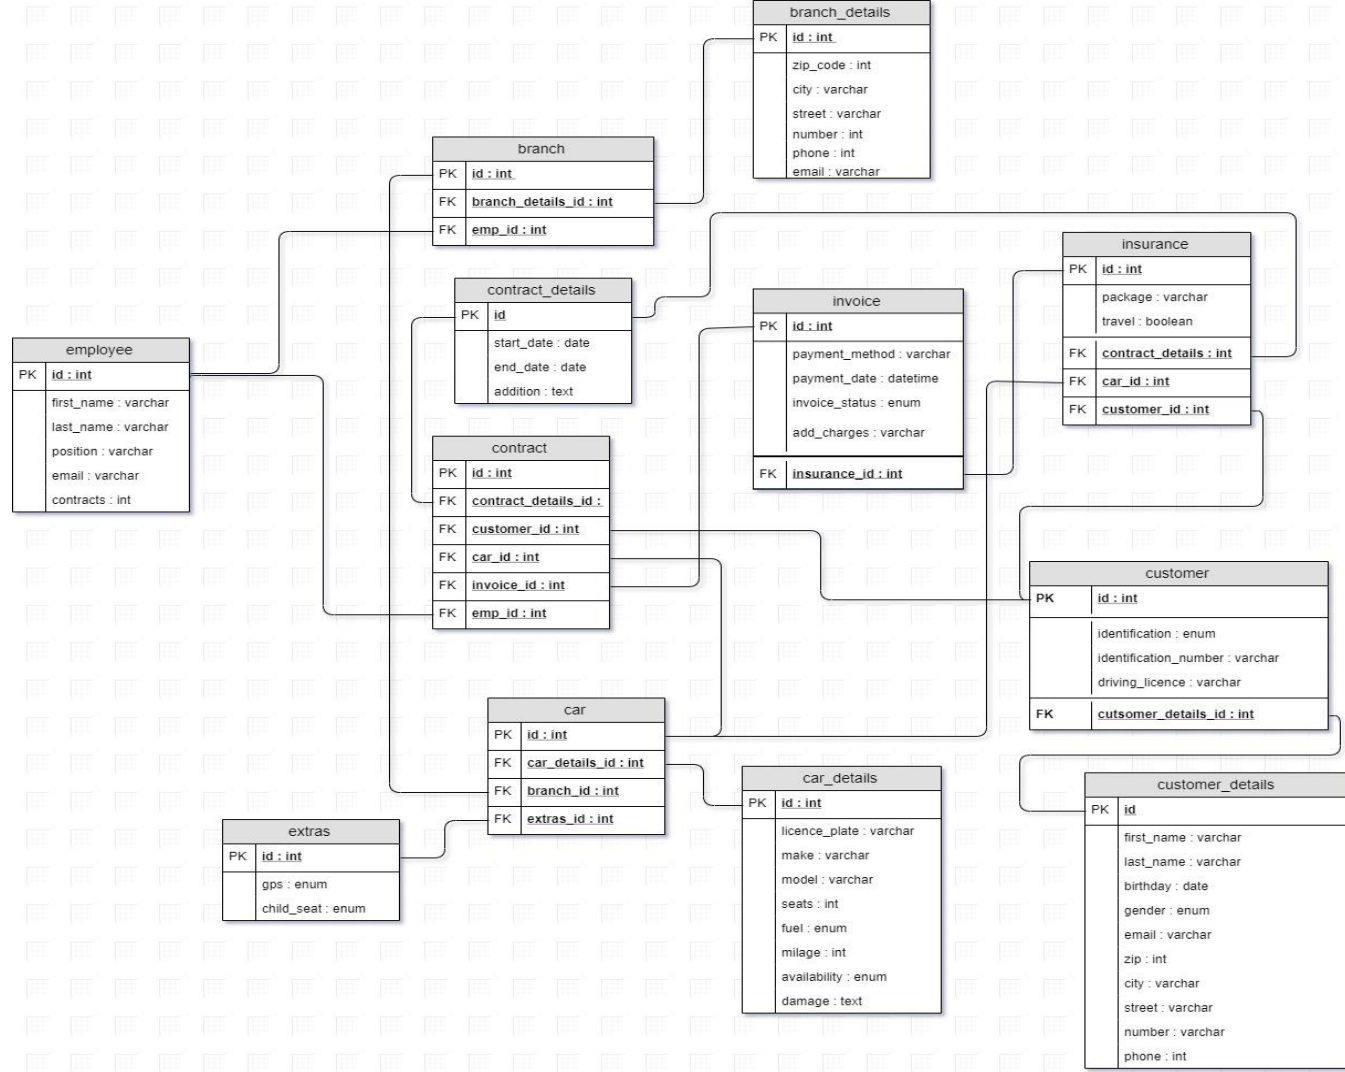 branch_details
PK id : int
zip_code : int
city : varchar
street : varchar
number : int
phone : int
email : varchar
branch
PK id : int
FK branch_details_id : int
FK emp_id : int
insurance
PK id : int
package : varchar
travel : boolean
FK contract_details : int
FK car_id : int
FK customer_id : int
contract_details
PK id
start_date : date
end_date : date
addition : text
invoice
PK id : int
payment_method : varchar
payment_date : datetime
invoice_status : enum
add_charges : varchar
FK insurance_id : int
employee
PK id : int
first_name : varchar
last_name : varchar
position : varchar
email : varchar
contracts : int
contract
PK id : int
FK contract_details_id :
FK customer_id : int
FK car_id : int
FK invoice_id : int
FK emp_id : int
customer
PK id : int
identification : enum
identification_number : varchar
driving_licence : varchar
FK cutsomer_details_id : int
car
PK id : int
FK car_details_id : int
FK branch_id : int
FK extras_id : int
extras
PK id : int
gps : enum
child_seat : enum
car_details
PK id : int
licence_plate : varchar
make : varchar
model : varchar
seats : int
fuel : enum
milage : int
availability : enum
damage : text
customer_details
PK id
first_name : varchar
last_name : varchar
birthday : date
gender : enum
email : varchar
zip : int
city : varchar
street : varchar
number : varchar
phone : int